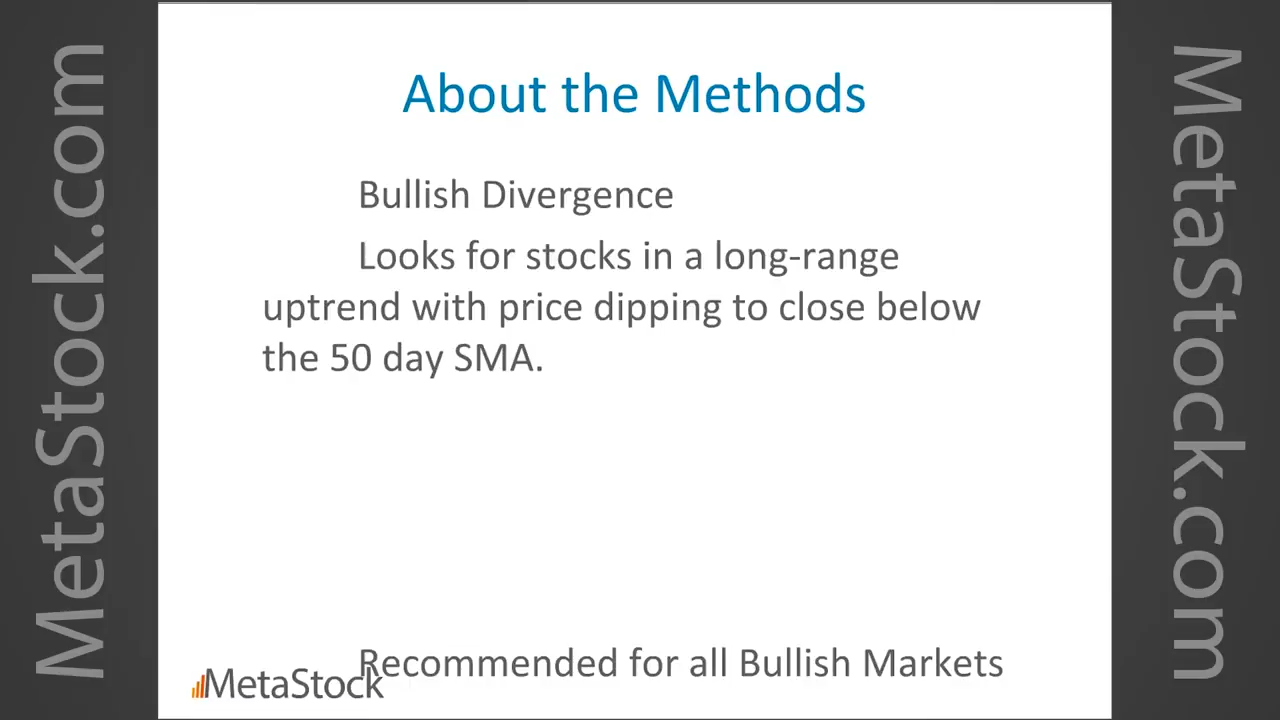 About the Methods
Bullish Divergence
Looks for stocks in a long-range
uptrend with price dipping to close below
the 50 day SMA.
Recommended for all Bullish Markets
MetaStock
MetaStock.com
MetaStock.com